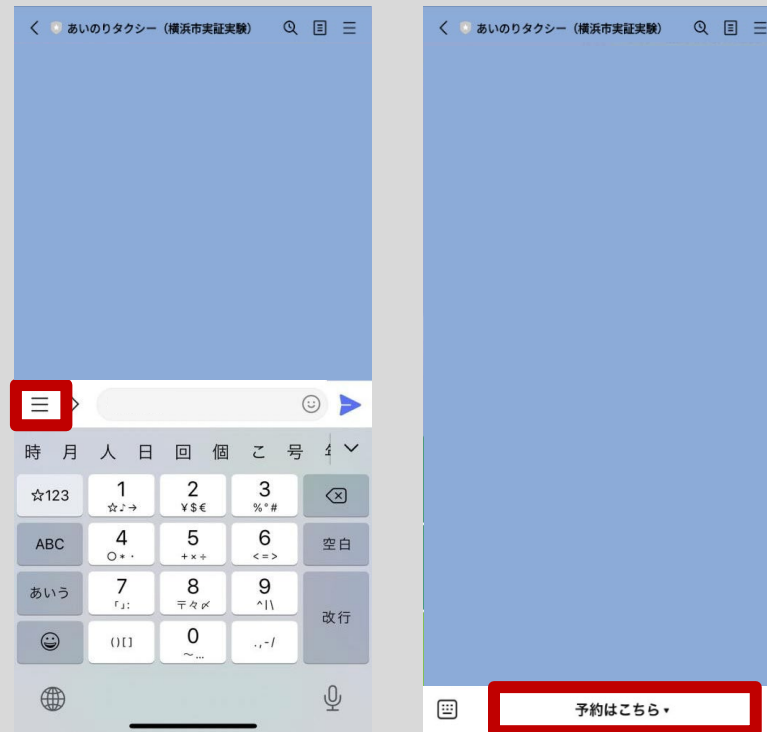 あいのりタクシー（横浜市実証実験）
時 月 人 日 回 個 こ 号
☆123 1 2 3
☆♪→ ¥$€ %°#
ABC 4 5 6 空白
○*・ +×÷ <=>
あいう 7 8 9
「」: 〒々〆 ^|\
改行
()[] 0 .,-/
~…
あいのりタクシー（横浜市実証実験）
予約はこちら▾